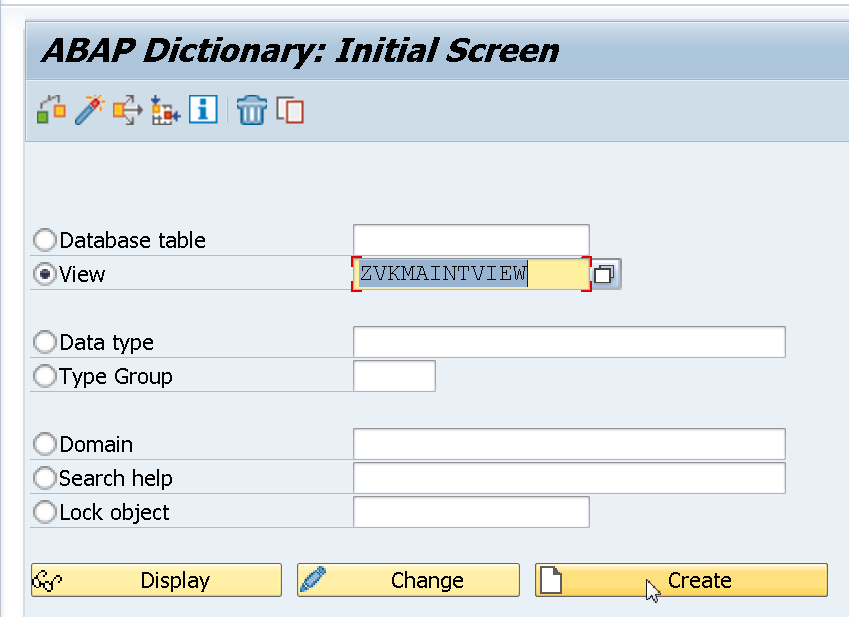 ABAP Dictionary: Initial Screen
Database table
View ZVKMAINTVIEW
Data type
Type Group
Domain
Search help
Lock object
Display Change Create